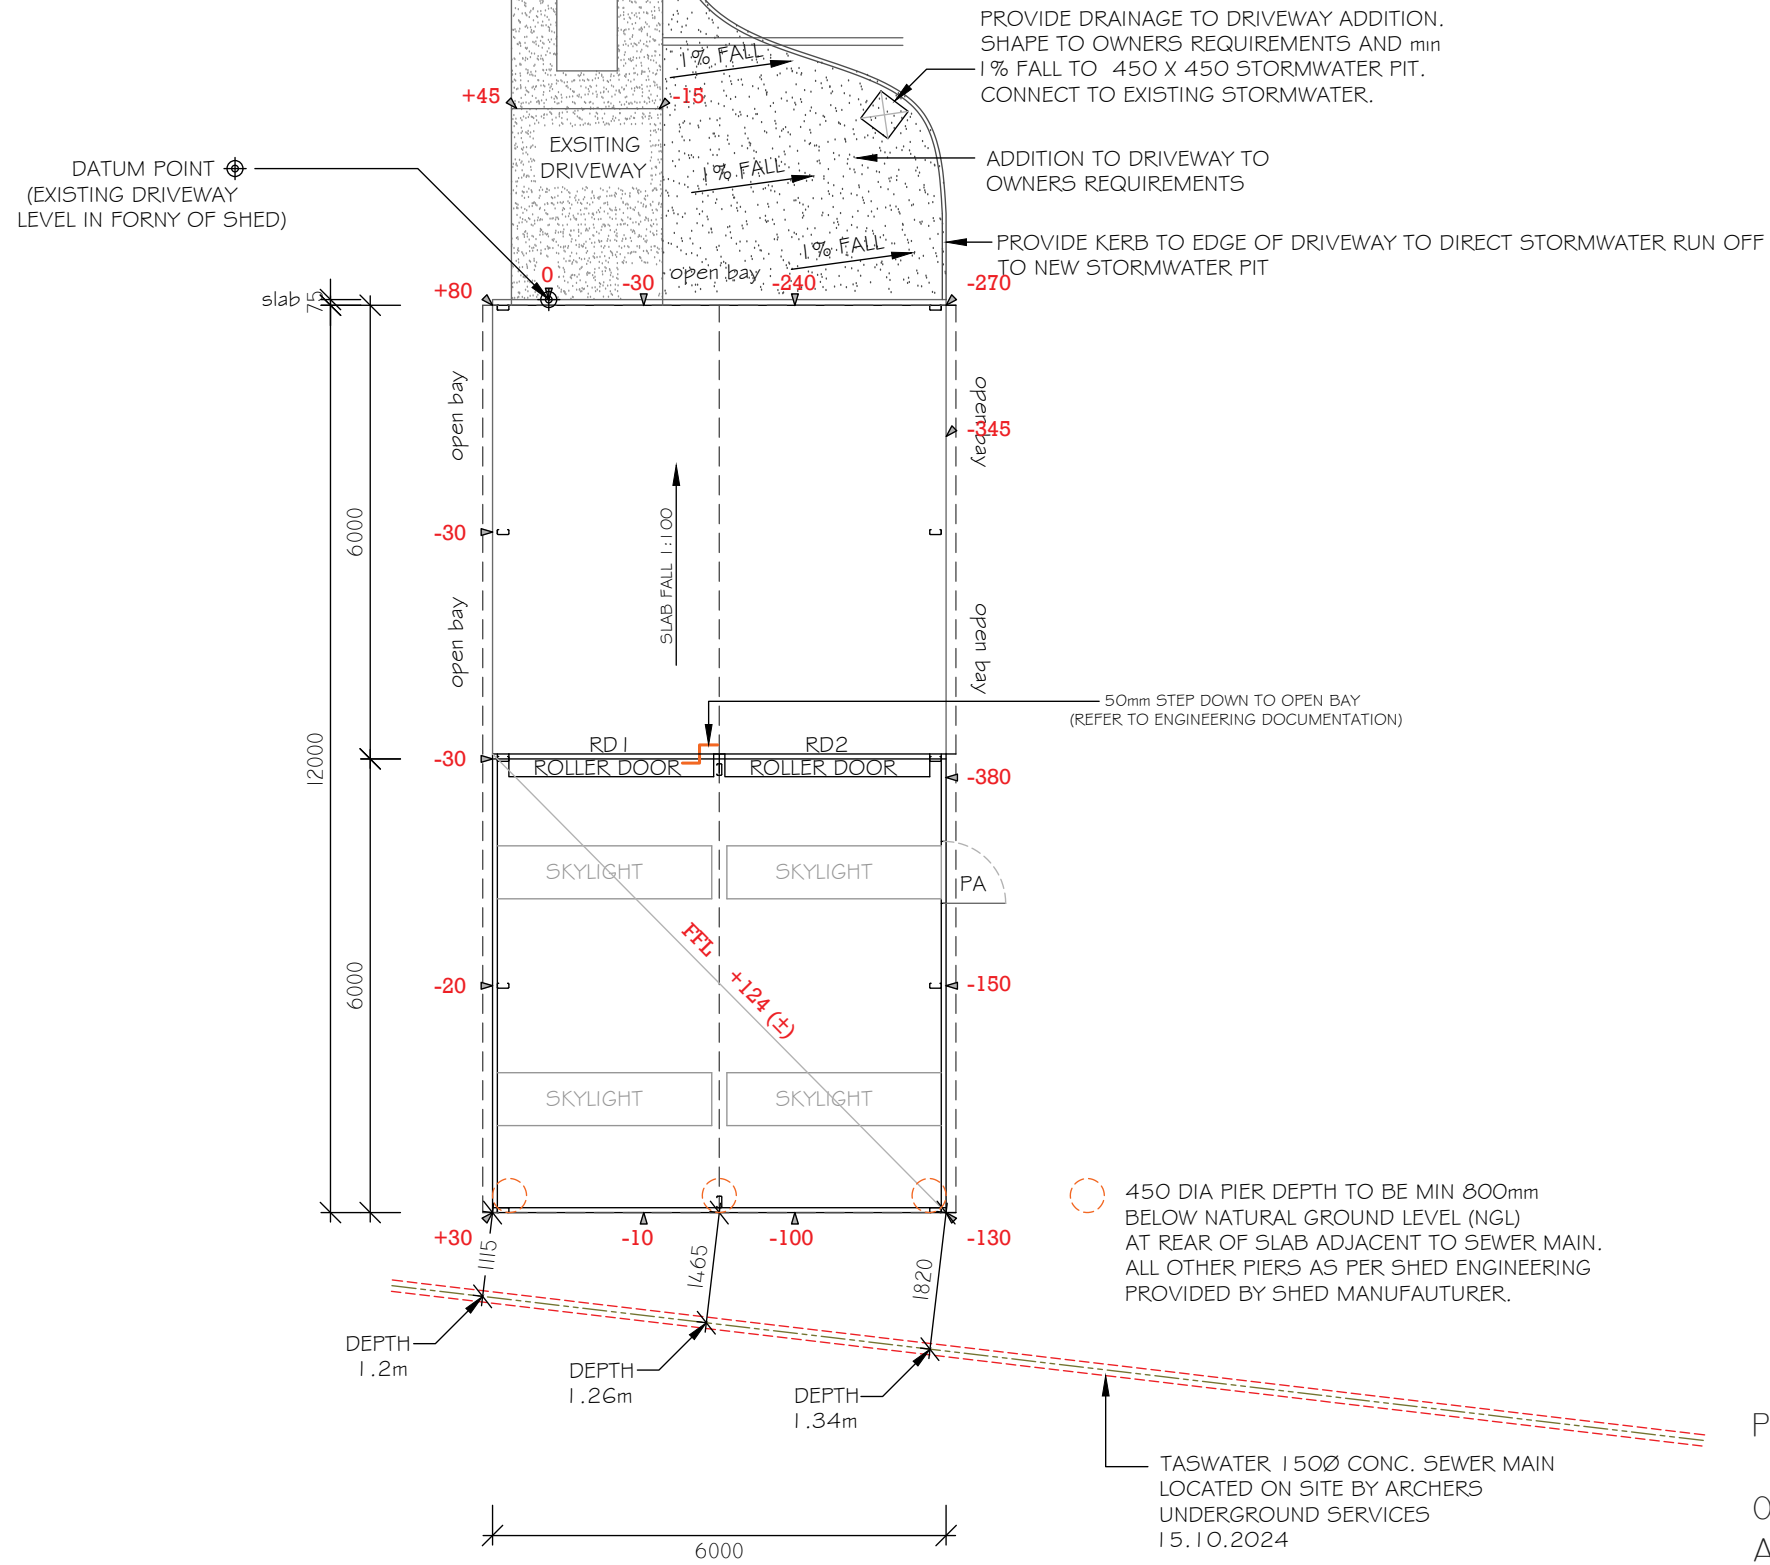 PROVIDE DRAINAGE TO DRIVEWAY ADDITION.
SHAPE TO OWNERS REQUIREMENTS AND min
1% FALL TO 450 X 450 STORMWATER PIT.
CONNECT TO EXISTING STORMWATER.
1% FALL
+45
-15
EXSITING
DRIVEWAY
ADDITION TO DRIVEWAY TO
OWNERS REQUIREMENTS
1% FALL
DATUM POINT
(EXISTING DRIVEWAY
LEVEL IN FORNY OF SHED)
PROVIDE KERB TO EDGE OF DRIVEWAY TO DIRECT STORMWATER RUN OFF
TO NEW STORMWATER PIT
1% FALL
open bay
slab
75
+80
0
-30
-240
-270
open bay
open bay
-345
6000
-30
SLAB FALL 1:100
open bay
open bay
50mm STEP DOWN TO OPEN BAY
(REFER TO ENGINEERING DOCUMENTATION)
12000
RD1
RD2
-30
ROLLER DOOR
ROLLER DOOR
-380
SKYLIGHT
SKYLIGHT
PA
FFL +124 (±)
6000
-20
-150
SKYLIGHT
SKYLIGHT
450 DIA PIER DEPTH TO BE MIN 800mm
BELOW NATURAL GROUND LEVEL (NGL)
AT REAR OF SLAB ADJACENT TO SEWER MAIN.
ALL OTHER PIERS AS PER SHED ENGINEERING
PROVIDED BY SHED MANUFAUTURER.
+30
-10
-100
-130
1115
1465
1820
DEPTH
1.2m
DEPTH
1.26m
DEPTH
1.34m
TASWATER 150Ø CONC. SEWER MAIN
LOCATED ON SITE BY ARCHERS
UNDERGROUND SERVICES
15.10.2024
6000
P
O
A